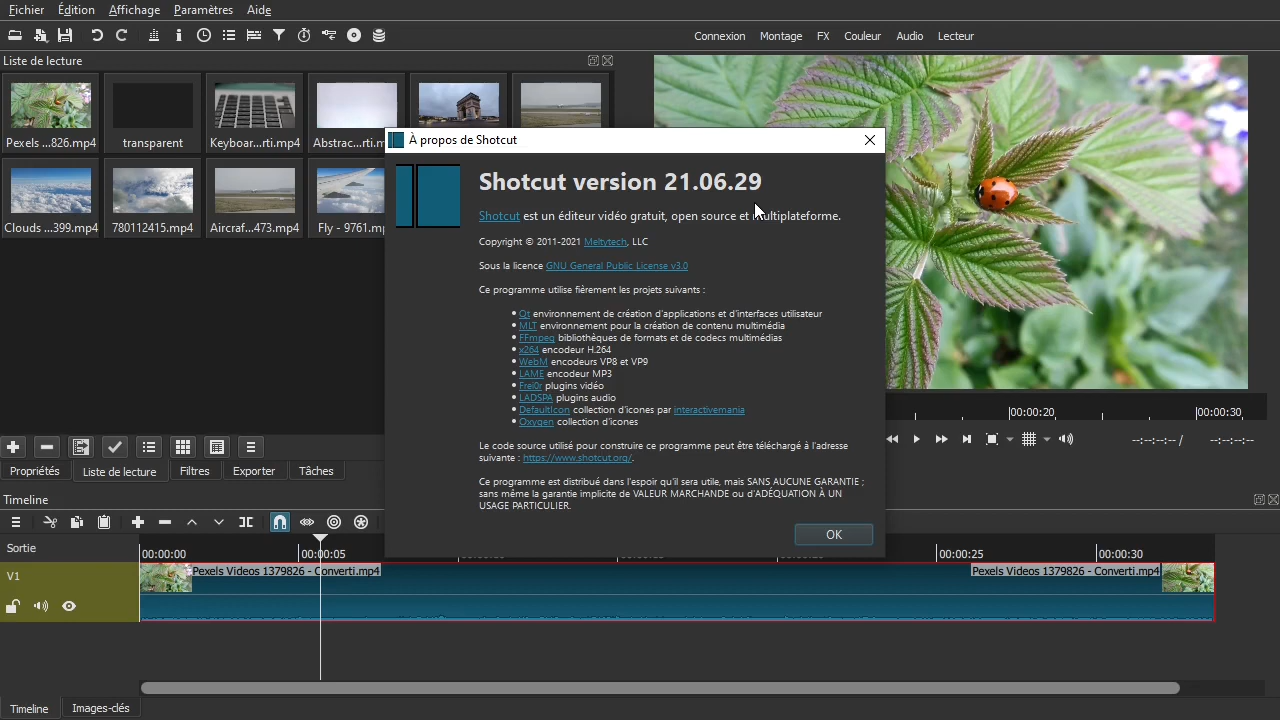 Fichier Édition Affichage Paramètres Aide
Connexion Montage FX Couleur Audio Lecteur
Liste de lecture
Pexels ...826.mp4 transparent Keyboar...rti.mp4 Abstrac...rti.mp4
Clouds ...399.mp4 780112415.mp4 Aircraf...473.mp4 Fly - 9761.mp4
À propos de Shotcut
Shotcut version 21.06.29
Shotcut est un éditeur vidéo gratuit, open source et multiplateforme.
Copyright © 2011-2021 Meltytech, LLC
Sous la licence GNU General Public License v3.0
Ce programme utilise fièrement les projets suivants :
• Qt environnement de création d'applications et d'interfaces utilisateur
• MLT environnement pour la création de contenu multimédia
• FFmpeg bibliothèques de formats et de codecs multimédias
• x264 encodeur H.264
• WebM encodeurs VP8 et VP9
• LAME encodeur MP3
• Frei0r plugins vidéo
• LADSPA plugins audio
• DefaultIcon collection d'icones par interactivemania
• Oxygen collection d'icones
Le code source utilisé pour construire ce programme peut être téléchargé à l'adresse
suivante : https://www.shotcut.org/.
Ce programme est distribué dans l'espoir qu'il sera utile, mais SANS AUCUNE GARANTIE ;
sans même la garantie implicite de VALEUR MARCHANDE ou d'ADÉQUATION À UN
USAGE PARTICULIER.
OK
00:00:20 00:00:30
--:--:--:-- / --:--:--:--
Propriétés Liste de lecture Filtres Exporter Tâches
Timeline
Sortie 00:00:00 00:00:05 00:00:25 00:00:30
V1 Pexels Videos 1379826 - Converti.mp4 Pexels Videos 1379826 - Converti.mp4
Timeline Images-clés